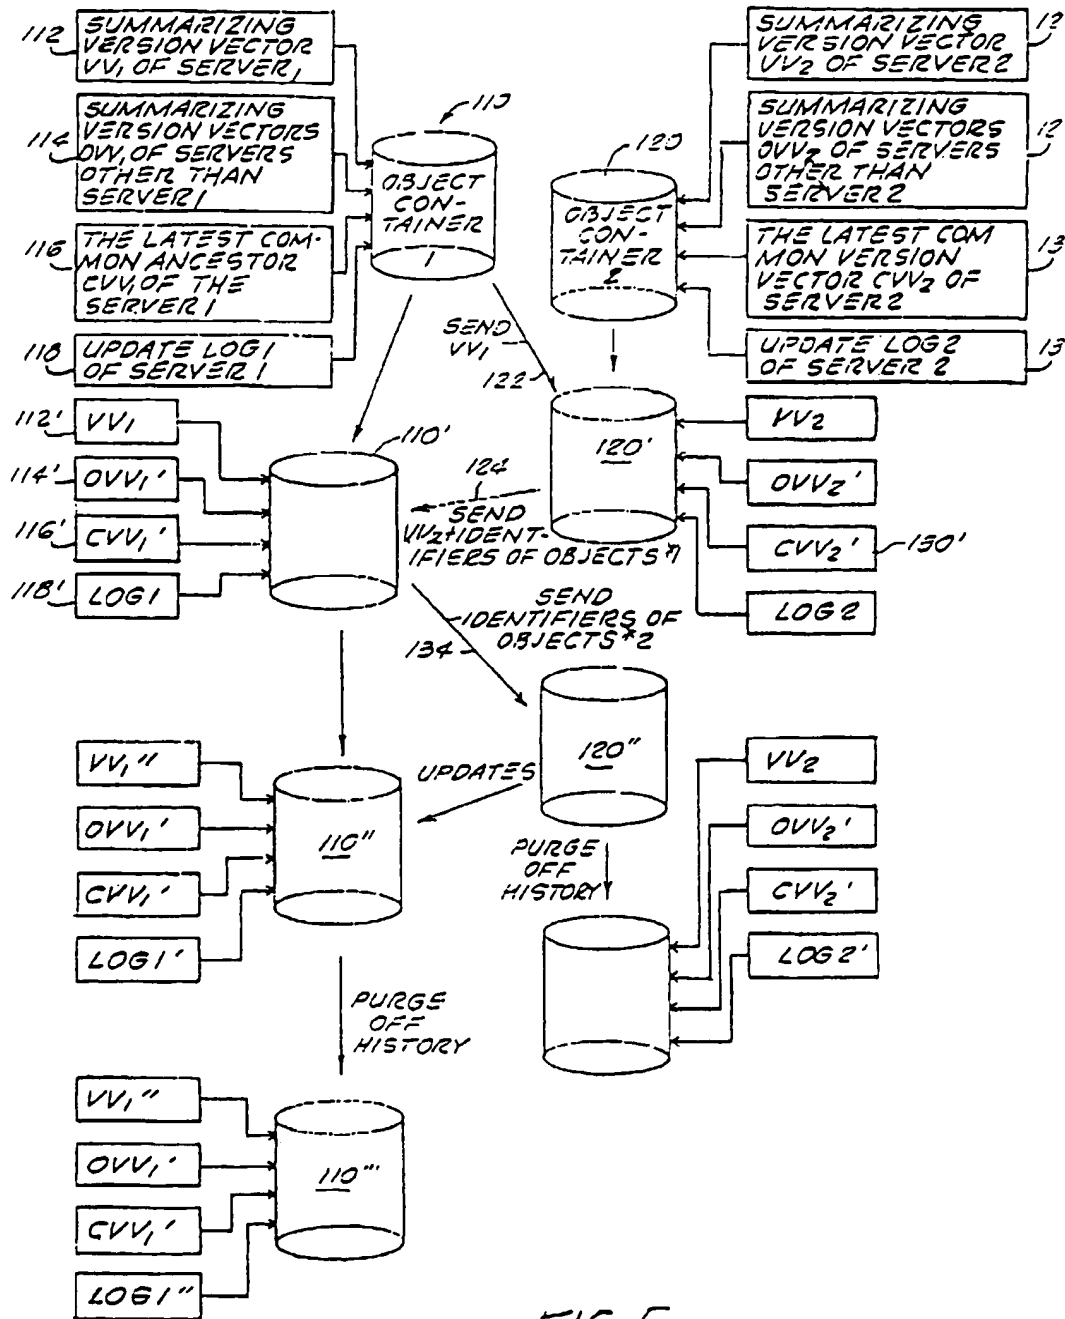 112
SUMMARIZING
VERSION VECTOR
VV1 OF SERVER1
114
SUMMARIZING
VERSION VECTORS
OVV1 OF SERVERS
OTHER THAN
SERVER1
116
THE LATEST COM-
MON ANCESTOR
CVV1 OF THE
SERVER1
118
UPDATE LOG1
OF SERVER1
110
OBJECT
CON-
TAINER
1
120
OBJECT
CON-
TAINER
2
SUMMARIZING
VERSION VECTOR
VV2 OF SERVER2
12
SUMMARIZING
VERSION VECTORS
OVV2 OF SERVERS
OTHER THAN
SERVER2
12
THE LATEST COM
MON VERSION
VECTOR CVV2 OF
SERVER2
13
UPDATE LOG2
OF SERVER 2
13
SEND
VV1
122
112'
VV1
114'
OVV1'
116'
CVV1'
118'
LOG1
110'
120'
VV2
OVV2'
CVV2'
130'
LOG2
124
SEND
VV2+IDENT-
IFIERS OF OBJECTS*1
SEND
IDENTIFIERS OF
OBJECTS*2
134
120"
UPDATES
VV1"
OVV1'
CVV1'
LOG1'
110"
PURGE
OFF
HISTORY
VV2
OVV2'
CVV2'
LOG2'
PURGE
OFF
HISTORY
VV1"
OVV1'
CVV1'
LOG1"
110'''